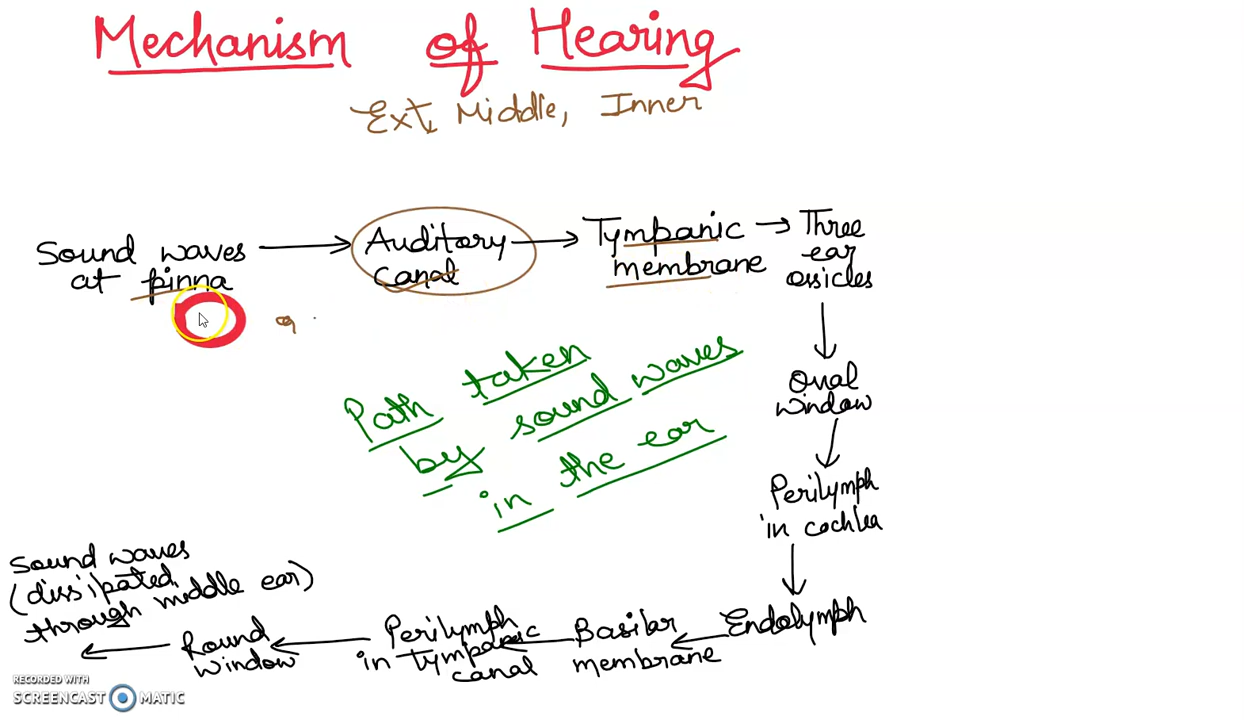 Mechanism of Hearing
Ext, Middle, Inner
Sound waves
at pinna
Auditory
canal
Tympanic
membrane
Three
ear
ossicles
Oval
window
Path taken
by sound waves
in the ear
Perilymph
in cochlea
Endolymph
Basilar
membrane
Perilymph
in Tympanic
canal
Round
window
Sound waves
(dissipated
through middle ear)
RECORDED WITH
SCREENCAST MATIC